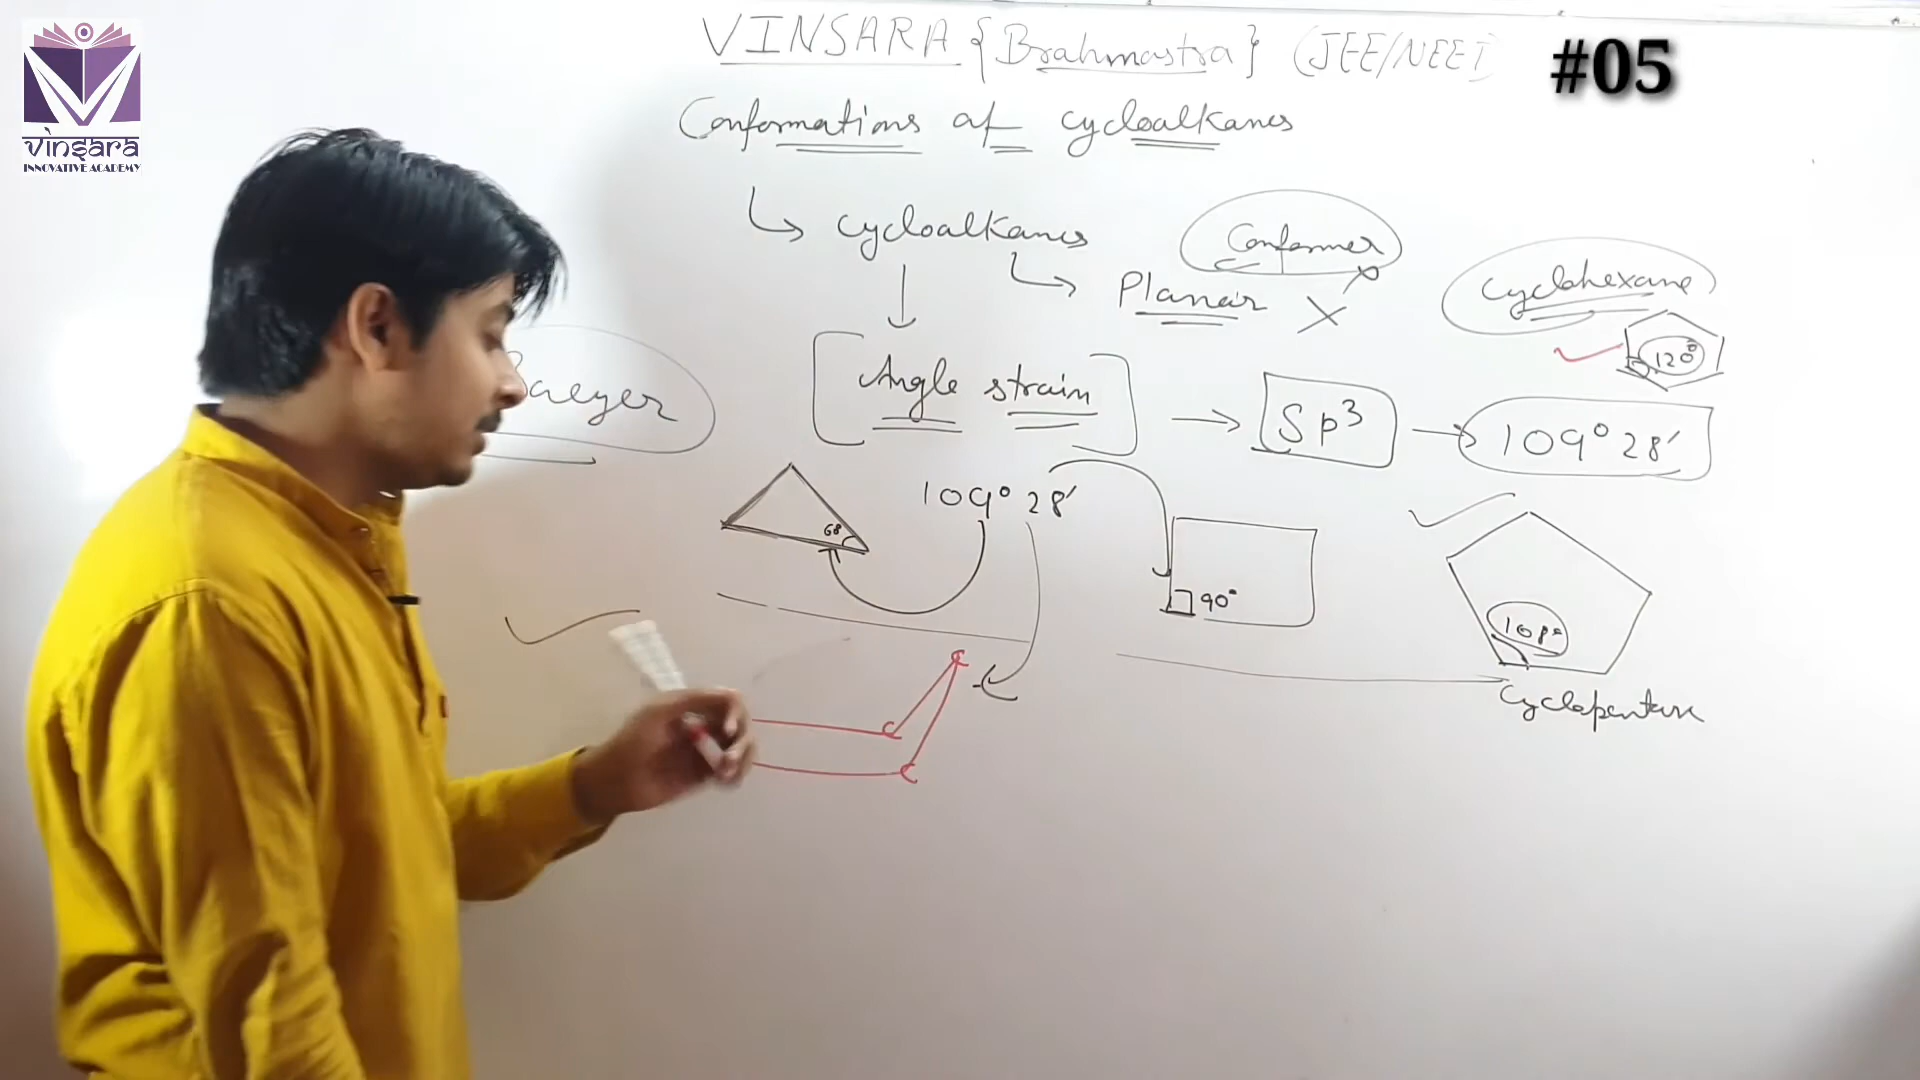 vinsara
INNOVATIVE ACADEMY
VINSARA {Brahmastra} (JEE/NEET)
#05
Conformations of cycloalkanes
cycloalkanes
Conformer
Planar
Cyclohexane
120°
Baeyer
Angle strain
Sp³
109° 28′
109° 28′
90°
108°
Cyclopentane